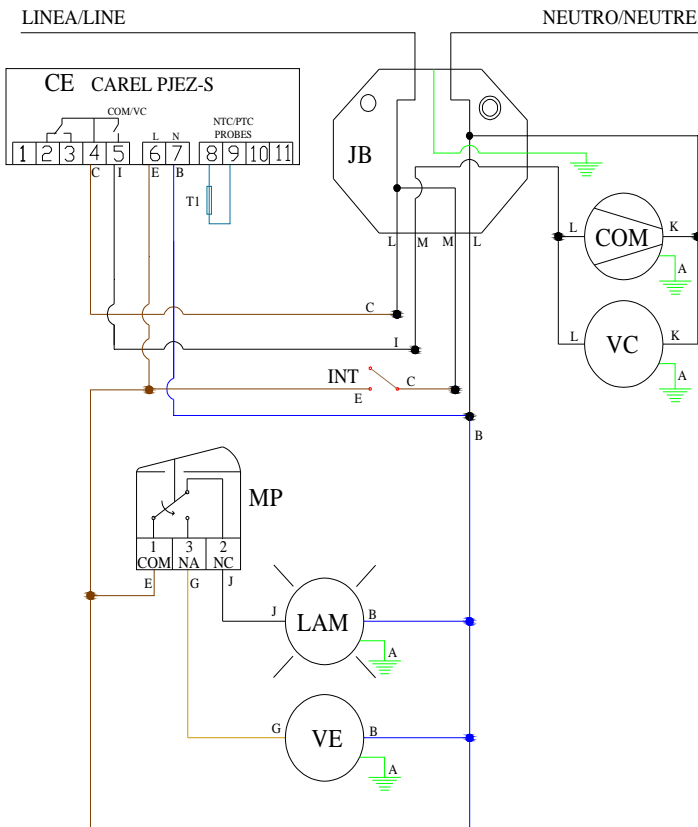 LINEA/LINE NEUTRO/NEUTRE
CE CAREL PJEZ-S
COM/VC
L N
NTC/PTC
PROBES
1 2 3 4 5 6 7 8 9 10 11
C I E B
T1
JB
L M M L
L COM K
A
L VC K
A
C
I
INT
C
E
B
MP
1 3 2
COM NA NC
E G J
J LAM B
A
G VE B
A